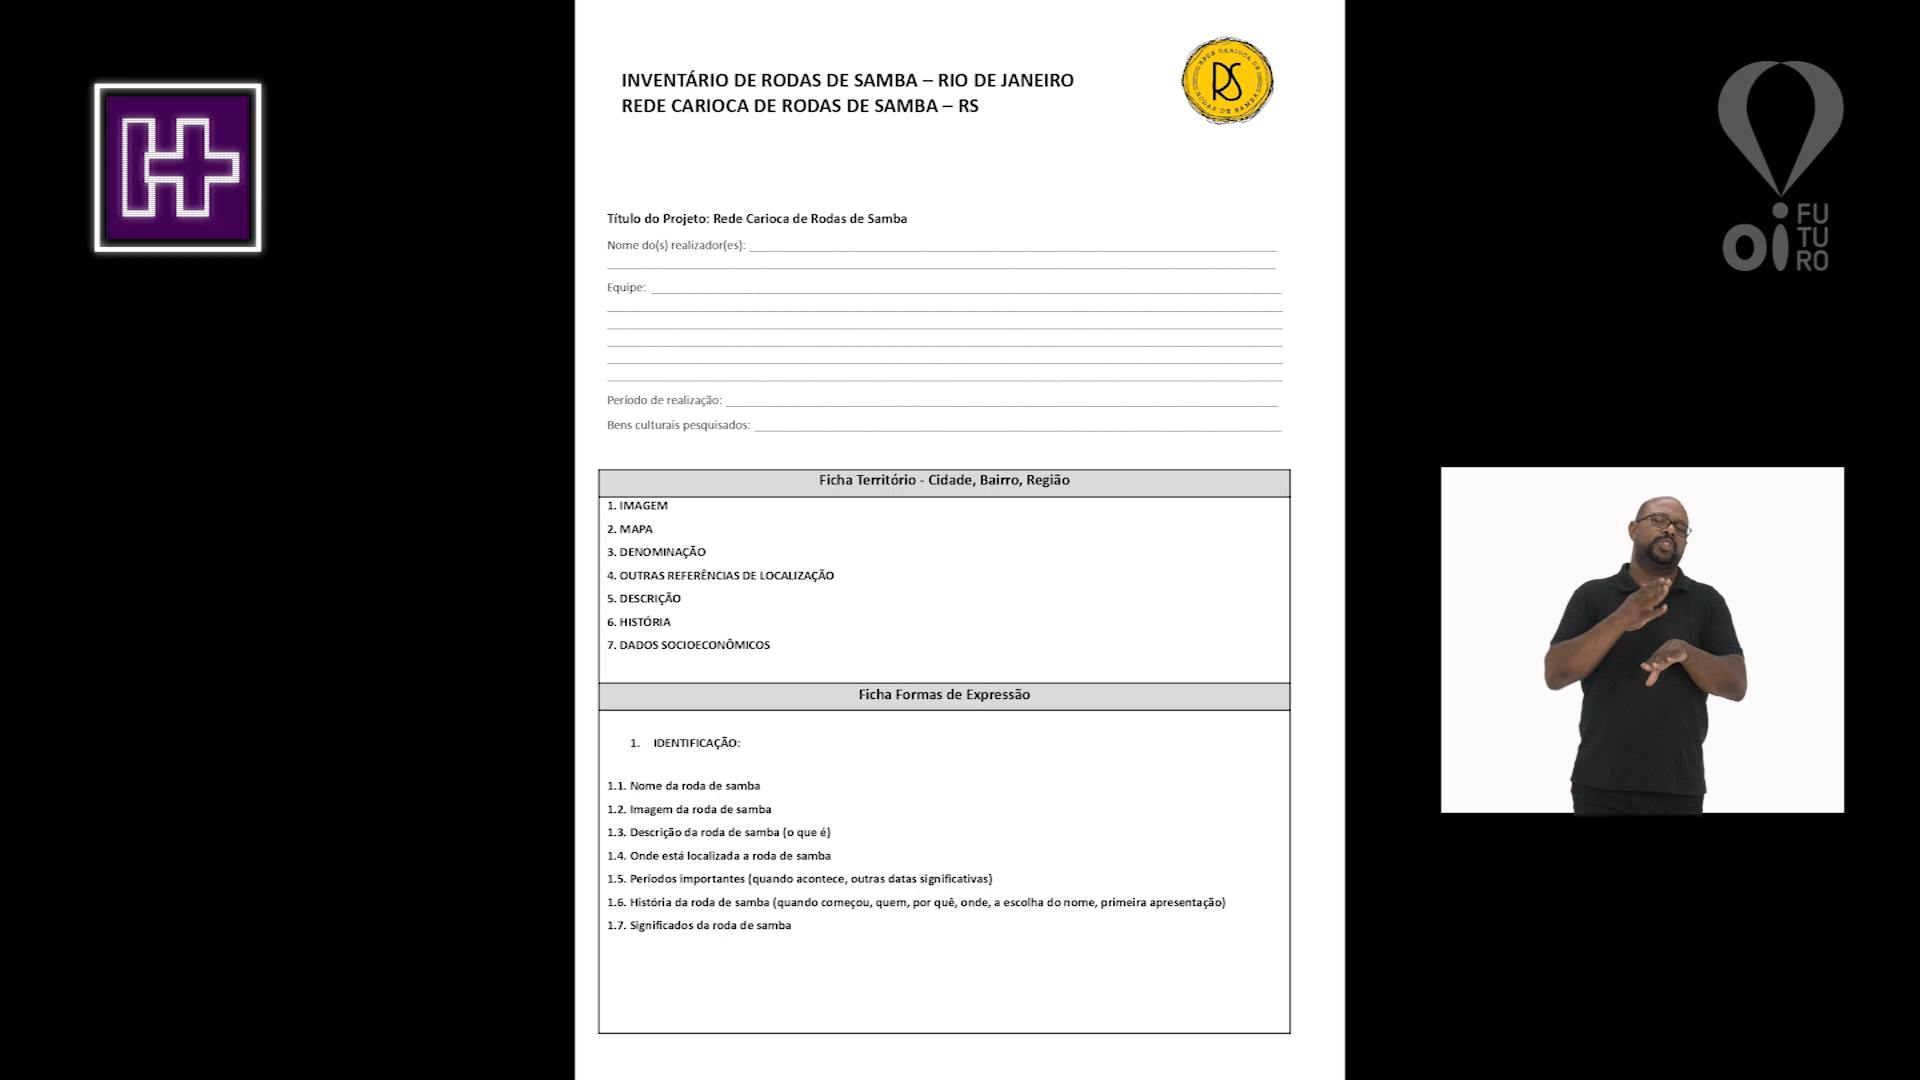 INVENTÁRIO DE RODAS DE SAMBA – RIO DE JANEIRO
REDE CARIOCA DE RODAS DE SAMBA – RS
REDE CARIOCA DE
RS
RODAS DE SAMBA
H+
oi
FU
TU
RO
Título do Projeto: Rede Carioca de Rodas de Samba
Nome do(s) realizador(es):
Equipe:
Período de realização:
Bens culturais pesquisados:
Ficha Território - Cidade, Bairro, Região
1. IMAGEM
2. MAPA
3. DENOMINAÇÃO
4. OUTRAS REFERÊNCIAS DE LOCALIZAÇÃO
5. DESCRIÇÃO
6. HISTÓRIA
7. DADOS SOCIOECONÔMICOS
Ficha Formas de Expressão
1. IDENTIFICAÇÃO:
1.1. Nome da roda de samba
1.2. Imagem da roda de samba
1.3. Descrição da roda de samba (o que é)
1.4. Onde está localizada a roda de samba
1.5. Períodos importantes (quando acontece, outras datas significativas)
1.6. História da roda de samba (quando começou, quem, por quê, onde, a escolha do nome, primeira apresentação)
1.7. Significados da roda de samba